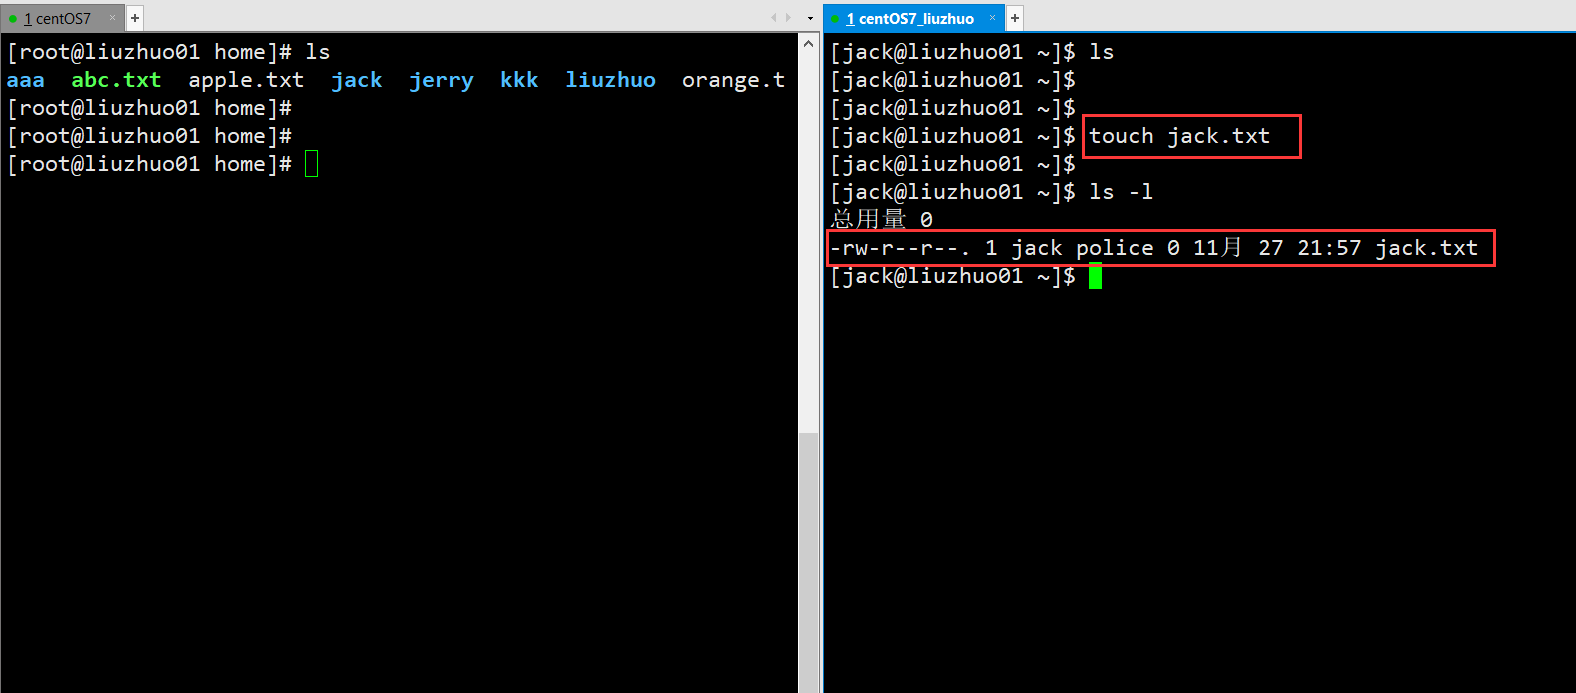 1 centOS7 × +
[root@liuzhuo01 home]# ls
aaa  abc.txt  apple.txt  jack  jerry  kkk  liuzhuo  orange.t
[root@liuzhuo01 home]#
[root@liuzhuo01 home]#
[root@liuzhuo01 home]#
1 centOS7_liuzhuo × +
[jack@liuzhuo01 ~]$ ls
[jack@liuzhuo01 ~]$
[jack@liuzhuo01 ~]$
[jack@liuzhuo01 ~]$ touch jack.txt
[jack@liuzhuo01 ~]$
[jack@liuzhuo01 ~]$ ls -l
总用量 0
-rw-r--r--. 1 jack police 0 11月 27 21:57 jack.txt
[jack@liuzhuo01 ~]$